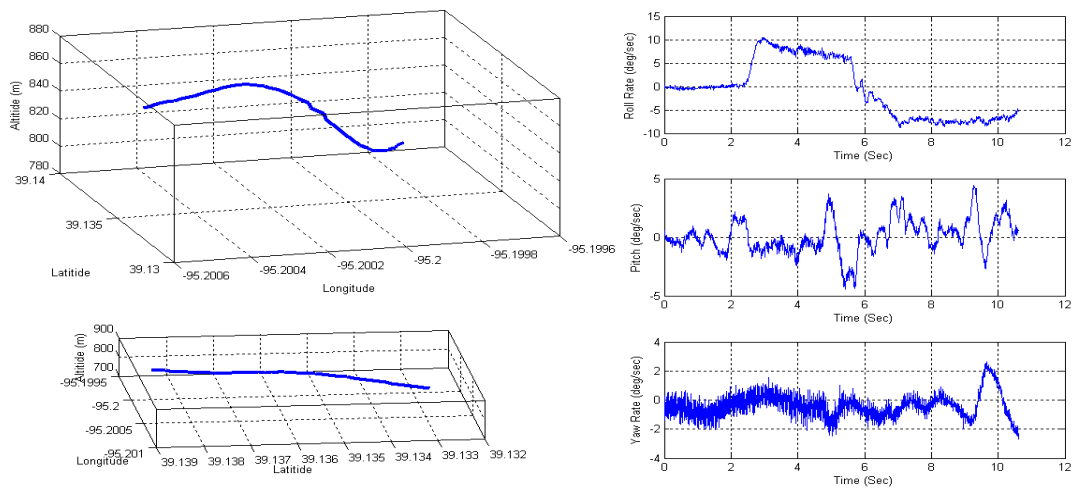 880
860
840
820
800
780
Altitide (m)
39.14
39.135
39.13
Latitide
-95.2006
-95.2004
-95.2002
-95.2
-95.1998
-95.1996
Longitude
900
800
700
Altitide (m)
-95.1995
-95.2
-95.2005
-95.201
Longitude
39.139
39.138
39.137
39.136
39.135
39.134
39.133
39.132
Latitide
15
10
5
0
-5
-10
Roll Rate (deg/sec)
0 2 4 6 8 10 12
Time (Sec)
5
0
-5
Pitch (deg/sec)
0 2 4 6 8 10 12
Time (Sec)
4
2
0
-2
-4
Yaw Rate (deg/sec)
0 2 4 6 8 10 12
Time (Sec)